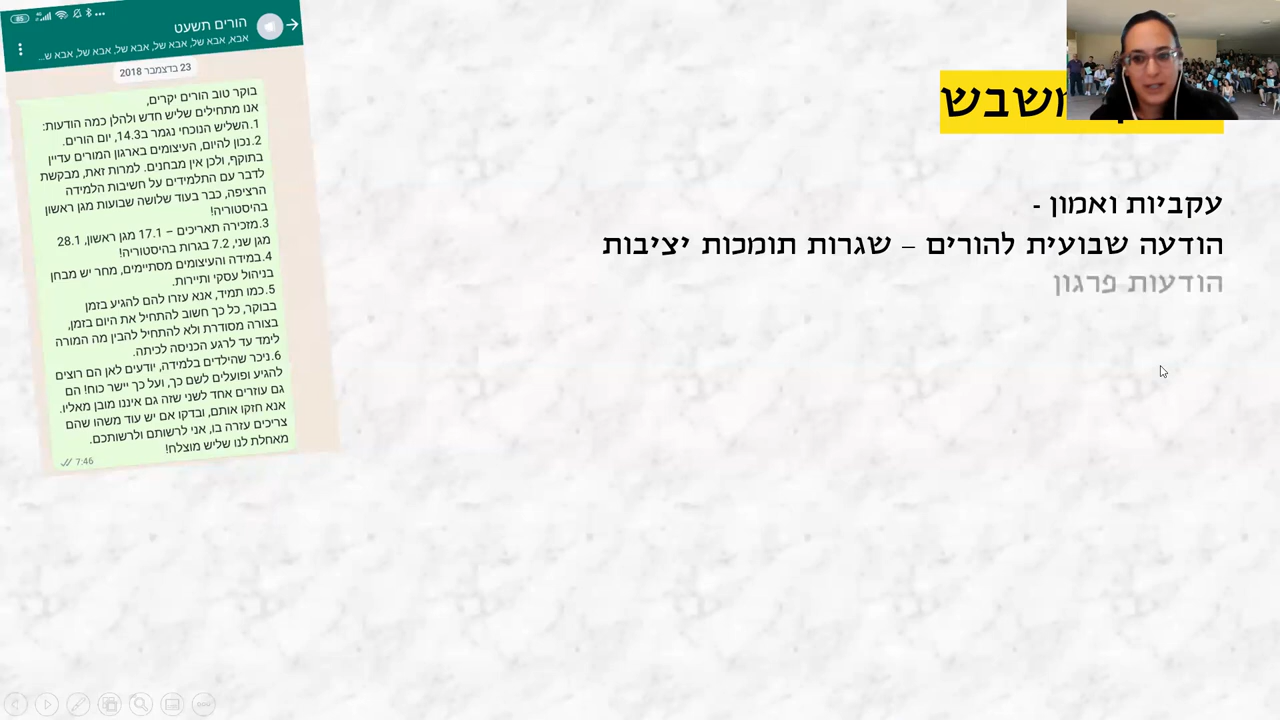 משבש
עקביות ואמון -
הודעה שבועית להורים – שגרות תומכות יציבות
הודעות פרגון
85
הורים תשעט
אבא, אבא של, אבא של, אבא של, אבא של, אבא ש...
23 בדצמבר 2018
בוקר טוב הורים יקרים,
אנו מתחילים שליש חדש ולהלן כמה הודעות:
1.השליש הנוכחי נגמר ב14.3, יום הורים.
2.נכון להיום, העיצומים בארגון המורים עדיין
בתוקף, ולכן אין מבחנים. למרות זאת, מבקשת
לדבר עם התלמידים על חשיבות הלמידה
הרציפה, כבר בעוד שלושה שבועות מגן ראשון
בהיסטוריה!
3.מזכירה תאריכים – 17.1 מגן ראשון, 28.1
מגן שני, 7.2 בגרות בהיסטוריה!
4.במידה והעיצומים מסתיימים, מחר יש מבחן
בניהול עסקי ותיירות.
5.כמו תמיד, אנא עזרו להם להגיע בזמן
בבוקר, כל כך חשוב להתחיל את היום בזמן,
בצורה מסודרת ולא להתחיל להבין מה המורה
לימד עד לרגע הכניסה לכיתה.
6.ניכר שהילדים בלמידה, יודעים לאן הם רוצים
להגיע ופועלים לשם כך, ועל כך יישר כוח! הם
גם עוזרים אחד לשני שזה גם איננו מובן מאליו.
אנא חזקו אותם, ובדקו אם יש עוד משהו שהם
צריכים עזרה בו, אני לרשותם ולרשותכם.
מאחלת לנו שליש מוצלח!
7:46